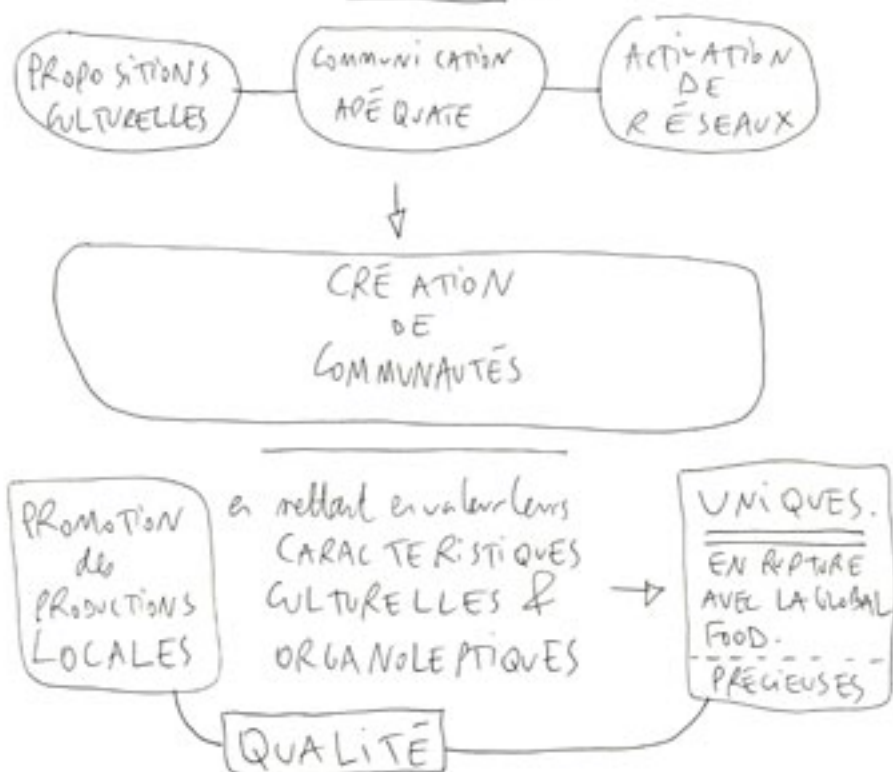 PROPOSITIONS
CULTURELLES
COMMUNICATION
ADÉQUATE
ACTIVATION
DE
RÉSEAUX
CRÉATION
DE
COMMUNAUTÉS
PROMOTION
des
PRODUCTIONS
LOCALES
en mettant en valeur leurs
CARACTERISTIQUES
CULTURELLES &
ORGANOLEPTIQUES
UNIQUES.
EN RUPTURE
AVEC LA GLOBAL
FOOD.
PRÉCIEUSES
QUALITÉ